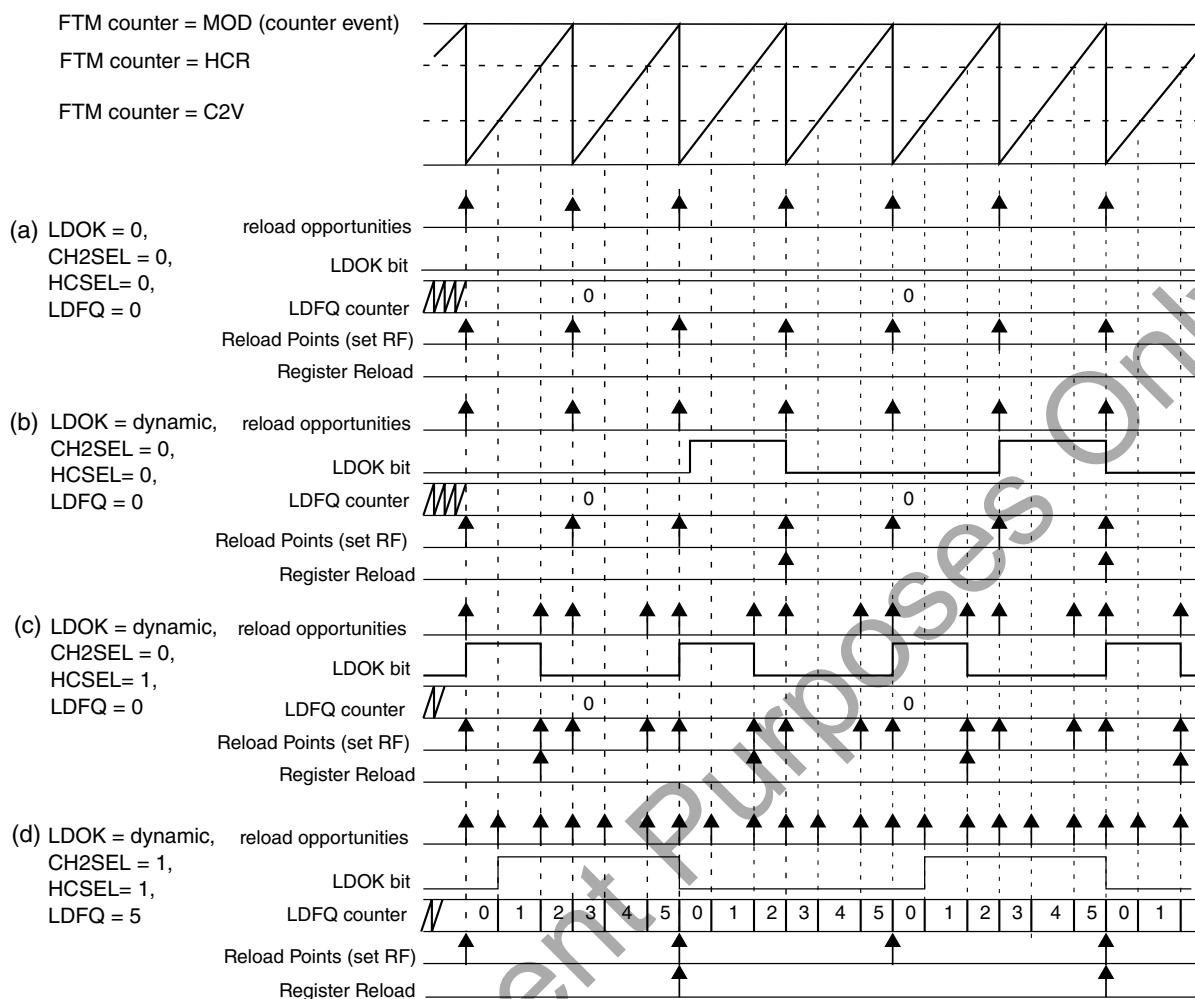 FTM counter = MOD (counter event)
FTM counter = HCR
FTM counter = C2V
(a) LDOK = 0,
CH2SEL = 0,
HCSEL= 0,
LDFQ = 0
reload opportunities
LDOK bit
LDFQ counter 0 0
Reload Points (set RF)
Register Reload
(b) LDOK = dynamic,
CH2SEL = 0,
HCSEL= 0,
LDFQ = 0
reload opportunities
LDOK bit
LDFQ counter 0 0
Reload Points (set RF)
Register Reload
(c) LDOK = dynamic,
CH2SEL = 0,
HCSEL= 1,
LDFQ = 0
reload opportunities
LDOK bit
LDFQ counter 0 0
Reload Points (set RF)
Register Reload
(d) LDOK = dynamic,
CH2SEL = 1,
HCSEL= 1,
LDFQ = 5
reload opportunities
LDOK bit
LDFQ counter 0 1 2 3 4 5 0 1 2 3 4 5 0 1 2 3 4 5 0 1
Reload Points (set RF)
Register Reload
Purposes